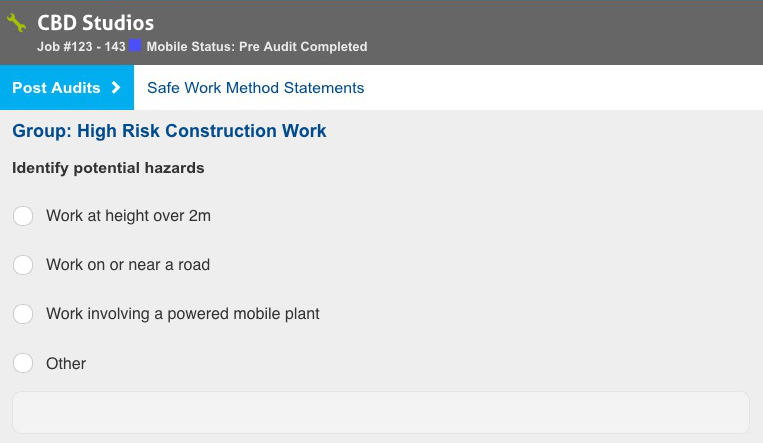 CBD Studios
Job #123 - 143 Mobile Status: Pre Audit Completed
Post Audits Safe Work Method Statements
Group: High Risk Construction Work
Identify potential hazards
Work at height over 2m
Work on or near a road
Work involving a powered mobile plant
Other